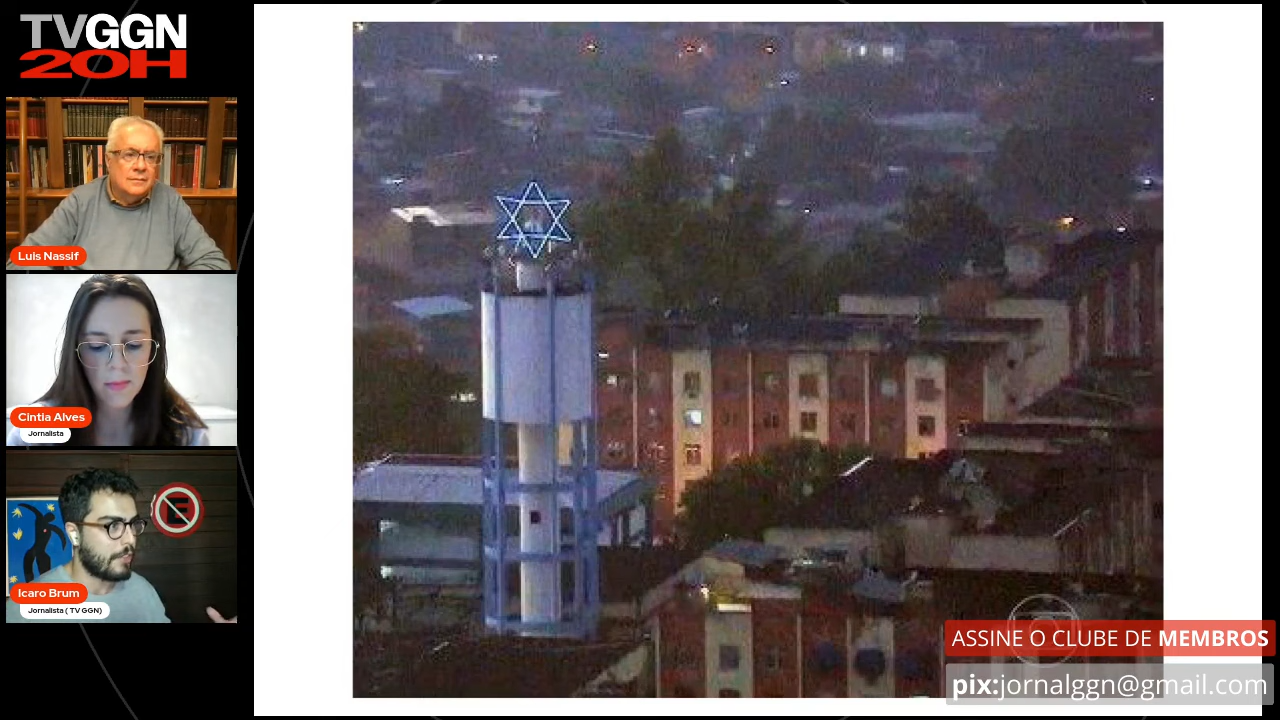 TVGGN
20H
Luis Nassif
Cintia Alves
Jornalista
E
Icaro Brum
Jornalista ( TV GGN)
ASSINE O CLUBE DE MEMBROS
pix:jornalggn@gmail.com